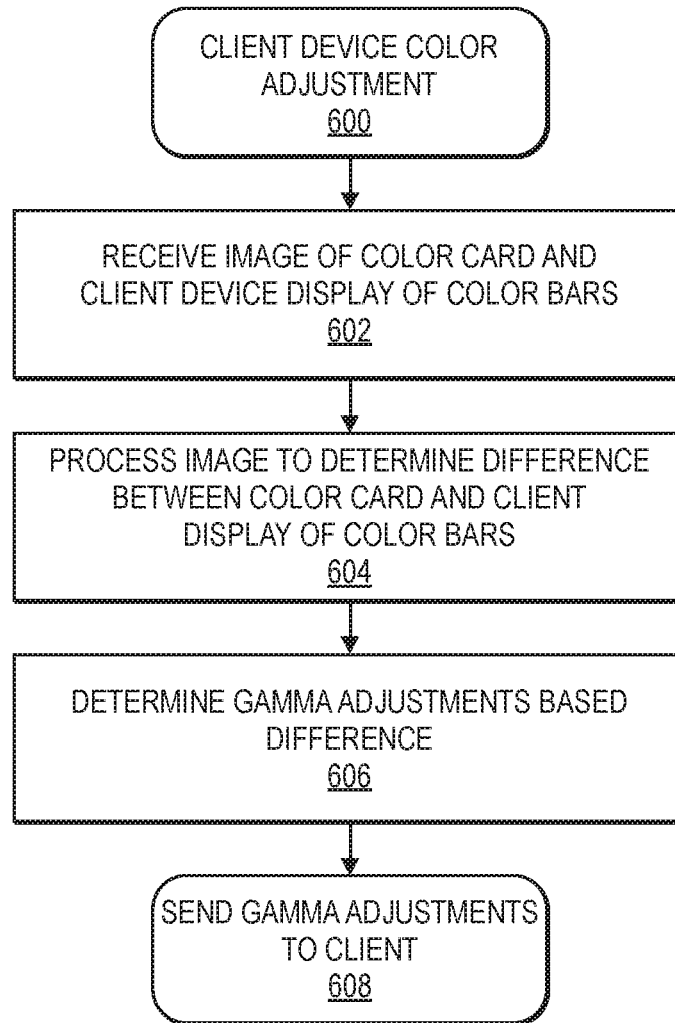 CLIENT DEVICE COLOR
ADJUSTMENT
600
RECEIVE IMAGE OF COLOR CARD AND
CLIENT DEVICE DISPLAY OF COLOR BARS
602
PROCESS IMAGE TO DETERMINE DIFFERENCE
BETWEEN COLOR CARD AND CLIENT
DISPLAY OF COLOR BARS
604
DETERMINE GAMMA ADJUSTMENTS BASED
DIFFERENCE
606
SEND GAMMA ADJUSTMENTS
TO CLIENT
608